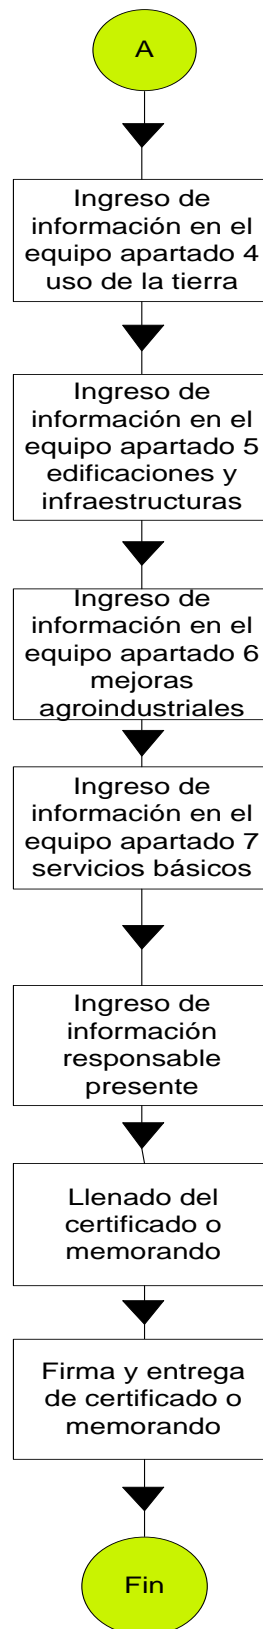 A
Ingreso de
información en el
equipo apartado 4
uso de la tierra
Ingreso de
información en el
equipo apartado 5
edificaciones y
infraestructuras
Ingreso de
información en el
equipo apartado 6
mejoras
agroindustriales
Ingreso de
información en el
equipo apartado 7
servicios básicos
Ingreso de
información
responsable
presente
Llenado del
certificado o
memorando
Firma y entrega
de certificado o
memorando
Fin